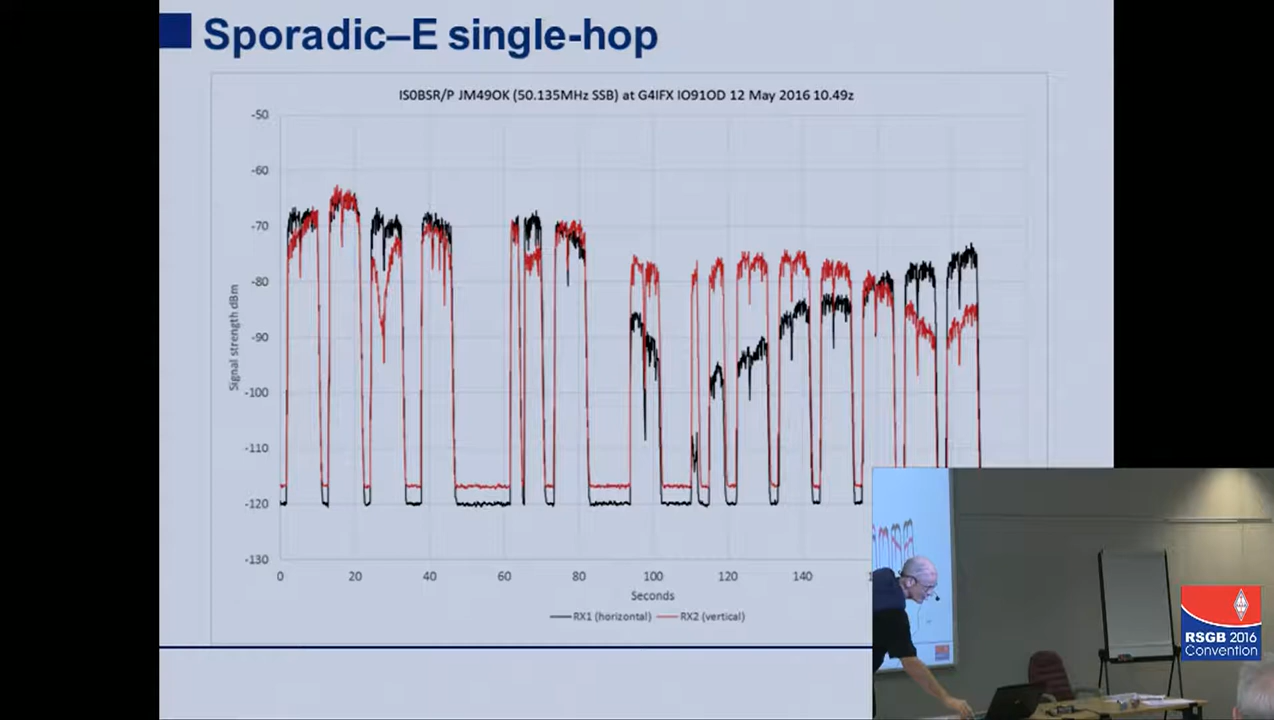 Sporadic–E single-hop
IS0BSR/P JM49OK (50.135MHz SSB) at G4IFX IO91OD 12 May 2016 10.49z
-50
-60
-70
-80
-90
-100
-110
-120
-130
Signal strength dBm
0 20 40 60 80 100 120 140
Seconds
RX1 (horizontal) RX2 (vertical)
RSGB 2016
Convention